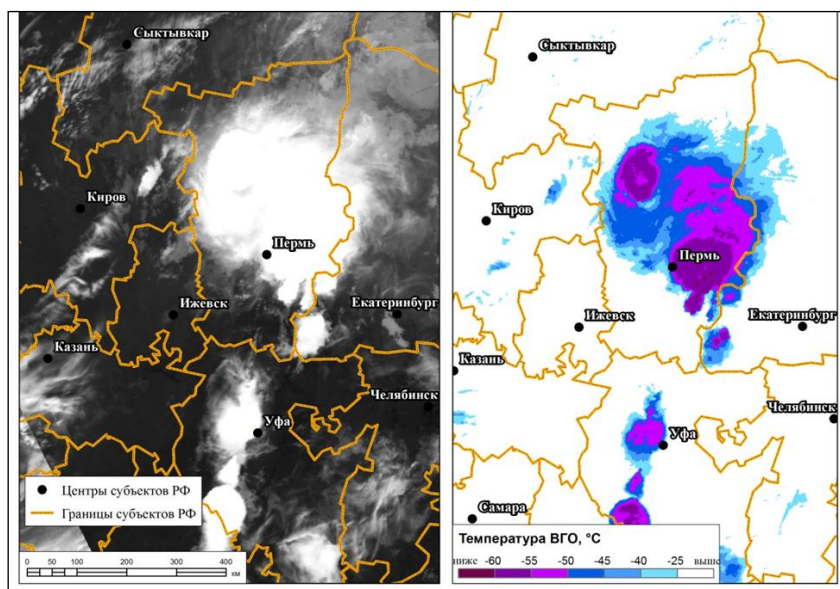 Сыктывкар
Киров
Пермь
Ижевск
Екатеринбург
Казань
Челябинск
Уфа
Центры субъектов РФ
Границы субъектов РФ
0 50 100 200 300 400
км
Сыктывкар
Киров
Пермь
Ижевск
Екатеринбург
Казань
Челябинск
Уфа
Самара
Температура ВГО, °С
ниже -60 -55 -50 -40 -25 выше